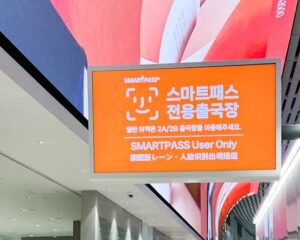 SMARTPASS
스마트패스
전용출국장
일반 여객은 2A/2B 출국장을 이용해주세요.
SMARTPASS User Only
顔認証レーン・人脸识别出境通道